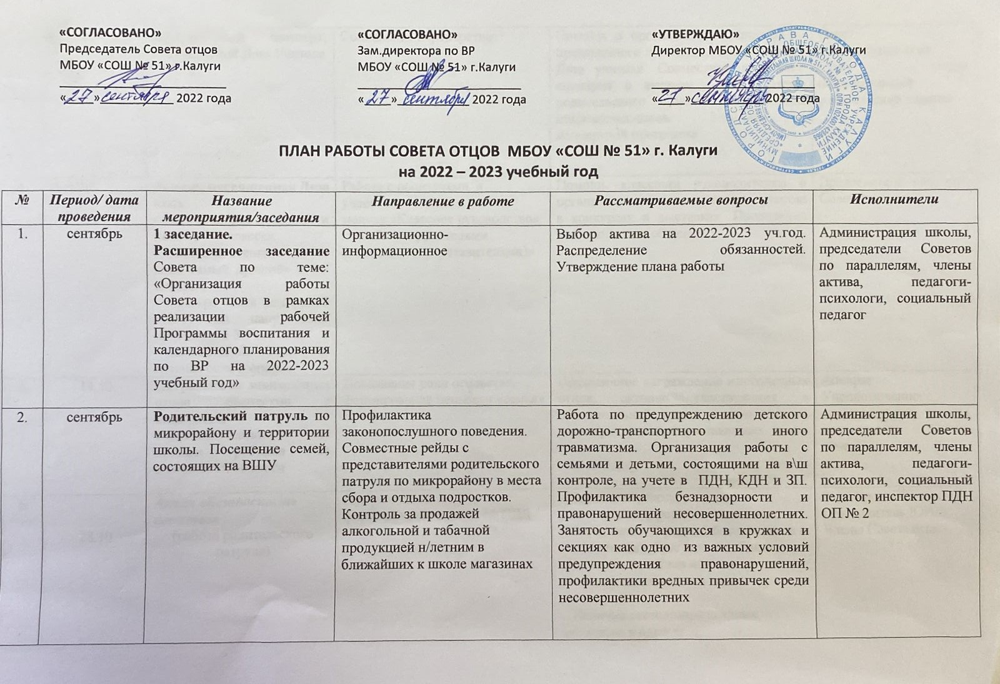 «СОГЛАСОВАНО»
Председатель Совета отцов
МБОУ «СОШ № 51» г.Калуги
«27» сентября 2022 года
«СОГЛАСОВАНО»
Зам.директора по ВР
МБОУ «СОШ № 51» г.Калуги
«27» сентября 2022 года
«УТВЕРЖДАЮ»
Директор МБОУ «СОШ № 51» г.Калуги
«27» сентября 2022 года
ПЛАН РАБОТЫ СОВЕТА ОТЦОВ МБОУ «СОШ № 51» г. Калуги
на 2022 – 2023 учебный год
№
Период/ дата
проведения
Название
мероприятия/заседания
Направление в работе
Рассматриваемые вопросы
Исполнители
1.
сентябрь
1 заседание.
Расширенное заседание
Совета по теме:
«Организация работы
Совета отцов в рамках
реализации рабочей
Программы воспитания и
календарного планирования
по ВР на 2022-2023
учебный год»
Организационно-
информационное
Выбор актива на 2022-2023 уч.год.
Распределение обязанностей.
Утверждение плана работы
Администрация школы,
председатели Советов
по параллелям, члены
актива, педагоги-
психологи, социальный
педагог
2.
сентябрь
Родительский патруль по
микрорайону и территории
школы. Посещение семей,
состоящих на ВШУ
Профилактика
законопослушного поведения.
Совместные рейды с
представителями родительского
патруля по микрорайону в места
сбора и отдыха подростков.
Контроль за продажей
алкогольной и табачной
продукцией н/летним в
ближайших к школе магазинах
Работа по предупреждению детского
дорожно-транспортного и иного
травматизма. Организация работы с
семьями и детьми, состоящими на в\ш
контроле, на учете в ПДН, КДН и ЗП.
Профилактика безнадзорности и
правонарушений несовершеннолетних.
Занятость обучающихся в кружках и
секциях как одно из важных условий
предупреждения правонарушений,
профилактики вредных привычек среди
несовершеннолетних
Администрация школы,
председатели Советов
по параллелям, члены
актива, педагоги-
психологи, социальный
педагог, инспектор ПДН
ОП № 2